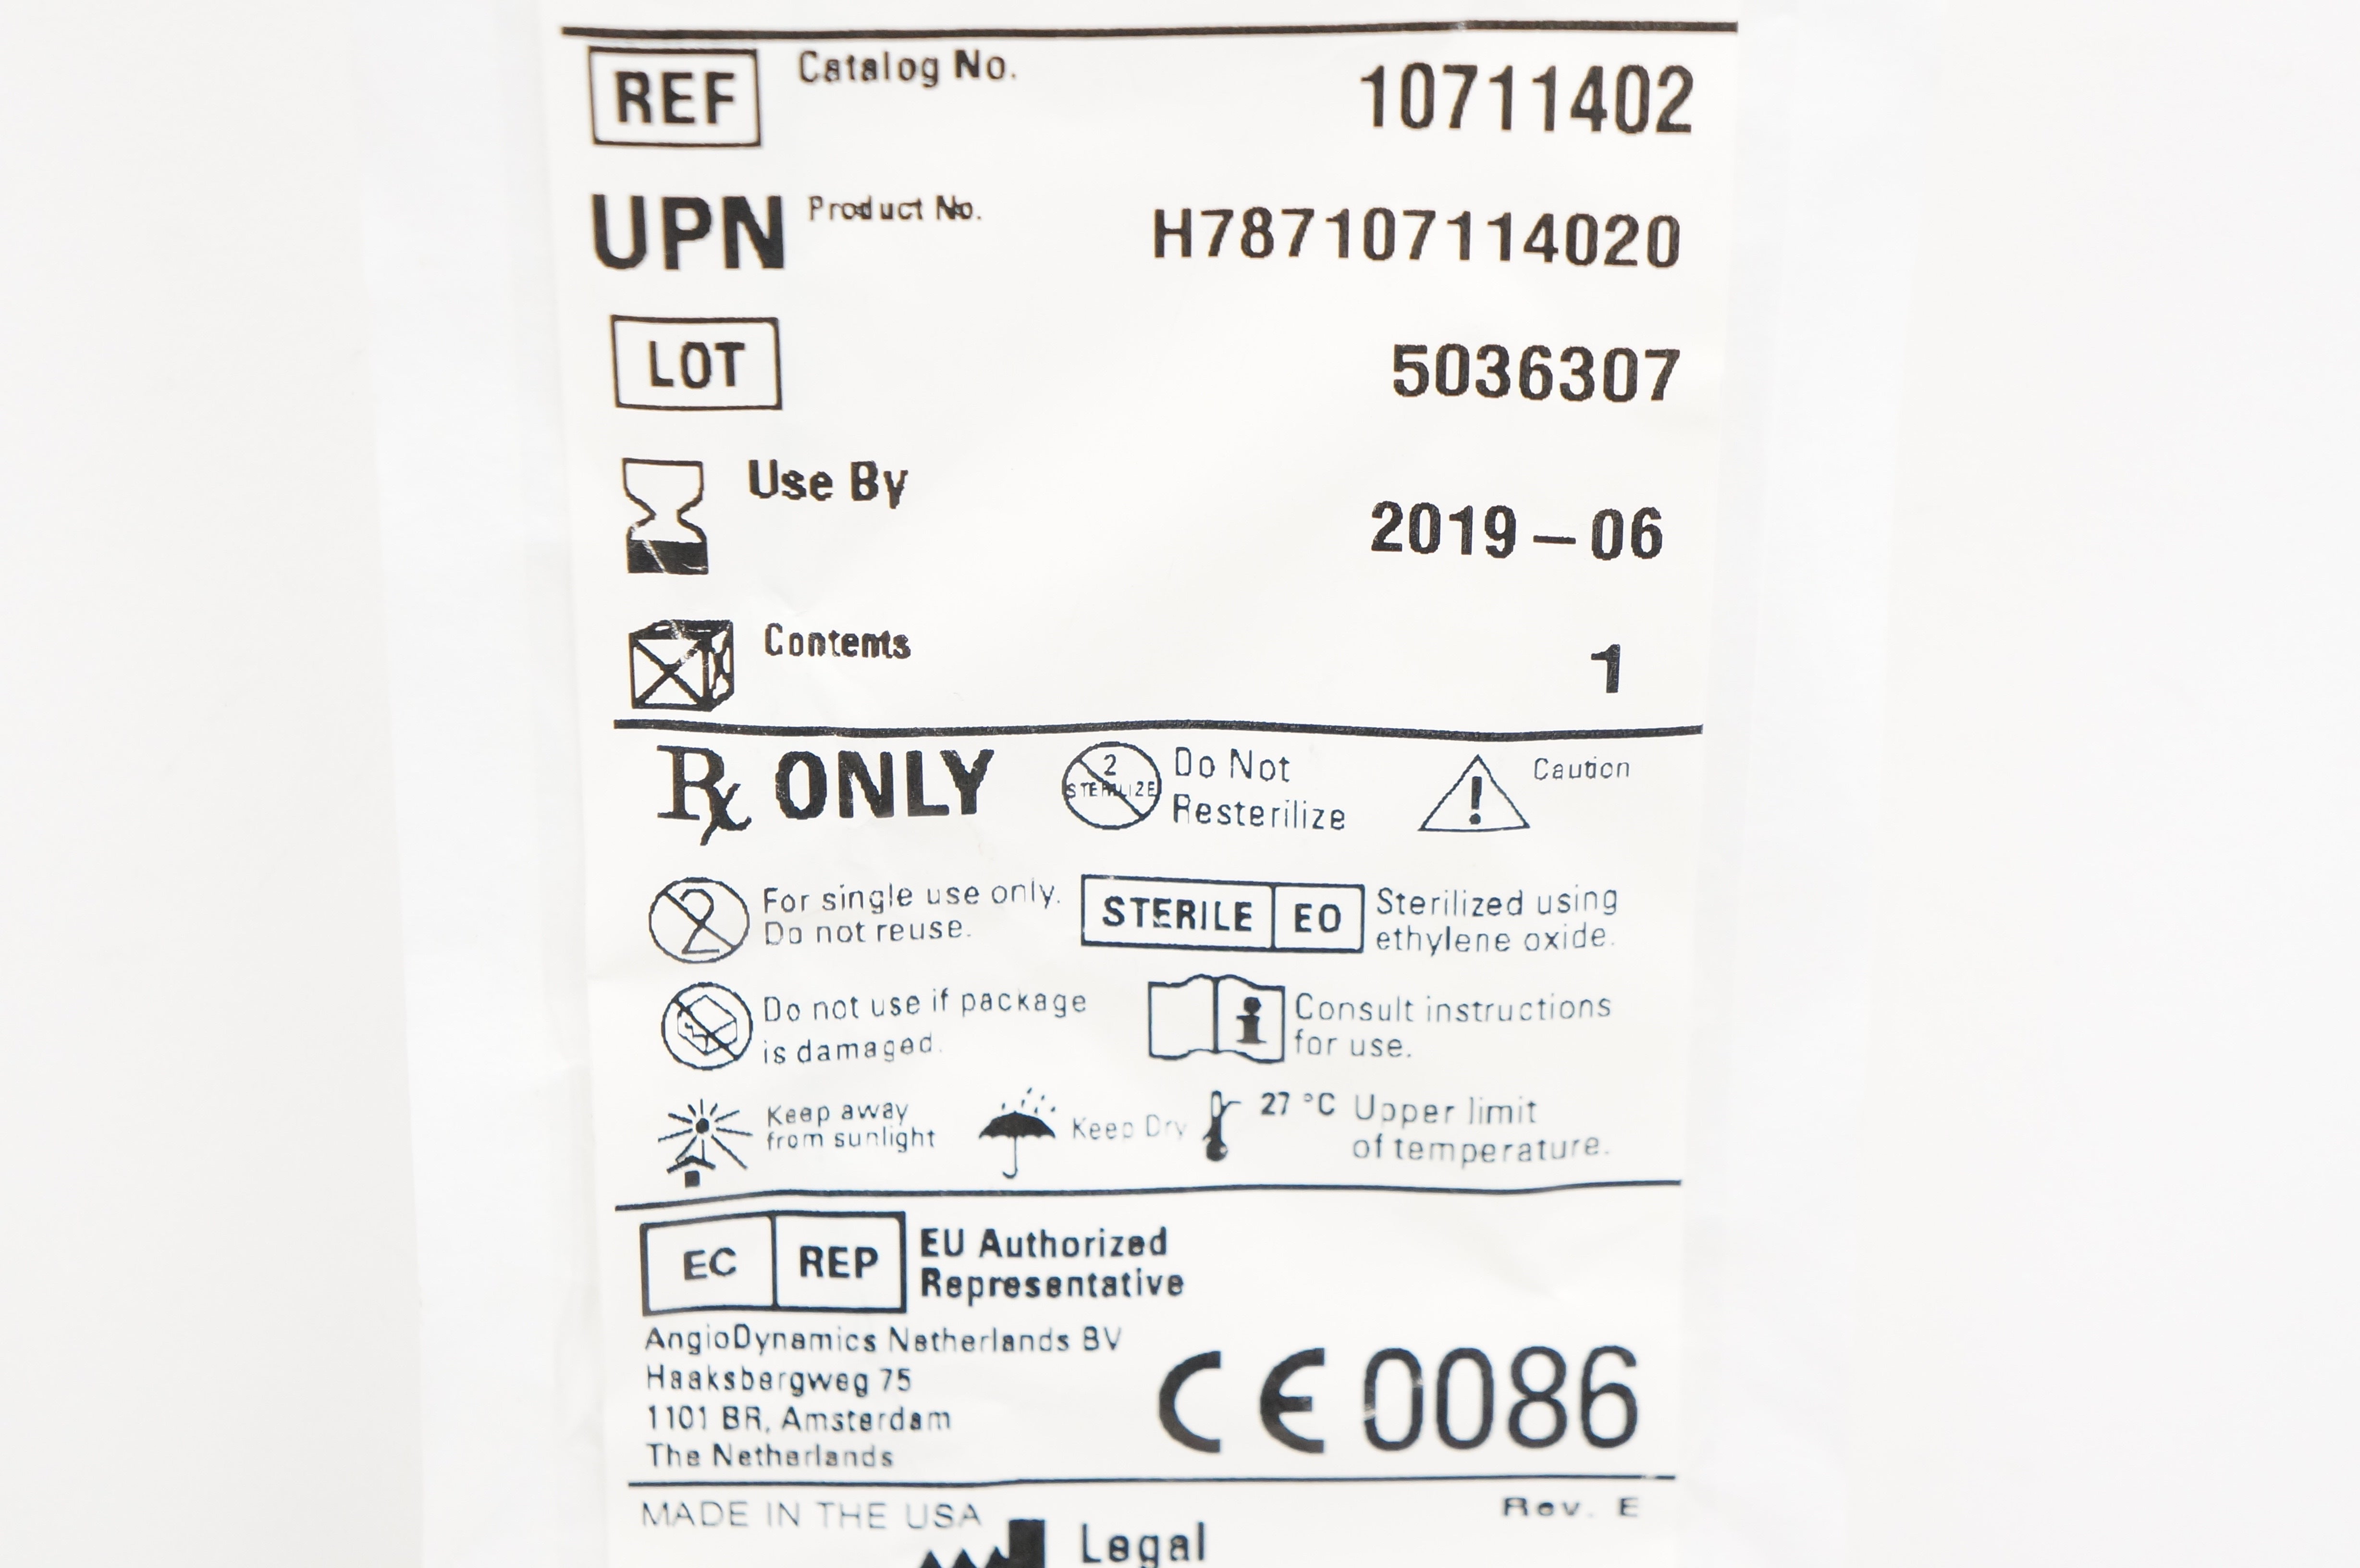 REF Catalog No. 10711402
UPN Product No. H787107114020
LOT 5036307
Use By
2019-06
Contents
1
Rx ONLY 2 STERILIZE Do Not Resterilize Caution
2 For single use only. Do not reuse. STERILE EO Sterilized using ethylene oxide.
Do not use if package is damaged. i Consult instructions for use.
Keep away from sunlight Keep Dry 27 °C Upper limit of temperature.
EC REP EU Authorized Representative
AngioDynamics Netherlands BV
Haaksbergweg 75
1101 BR, Amsterdam
The Netherlands
CE 0086
MADE IN THE USA Rev. E
Legal